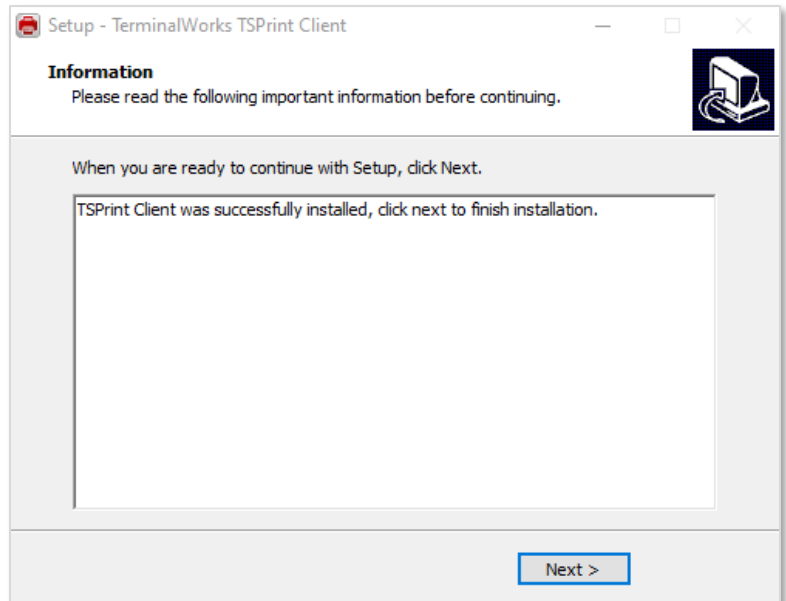 Setup - TerminalWorks TSPrint Client
Information
Please read the following important information before continuing.
When you are ready to continue with Setup, click Next.
TSPrint Client was successfully installed, click next to finish installation.
Next >